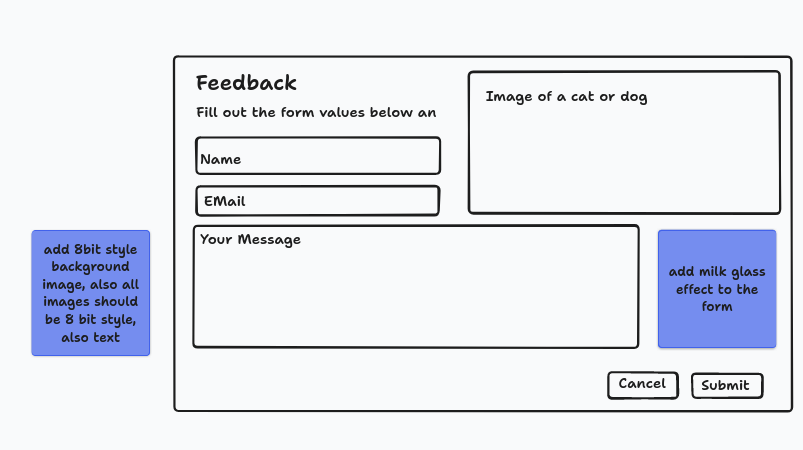 Feedback
Fill out the form values below an
Image of a cat or dog
Name
EMail
Your Message
add 8bit style
background
image, also all
images should
be 8 bit style,
also text
add milk glass
effect to the
form
Cancel
Submit